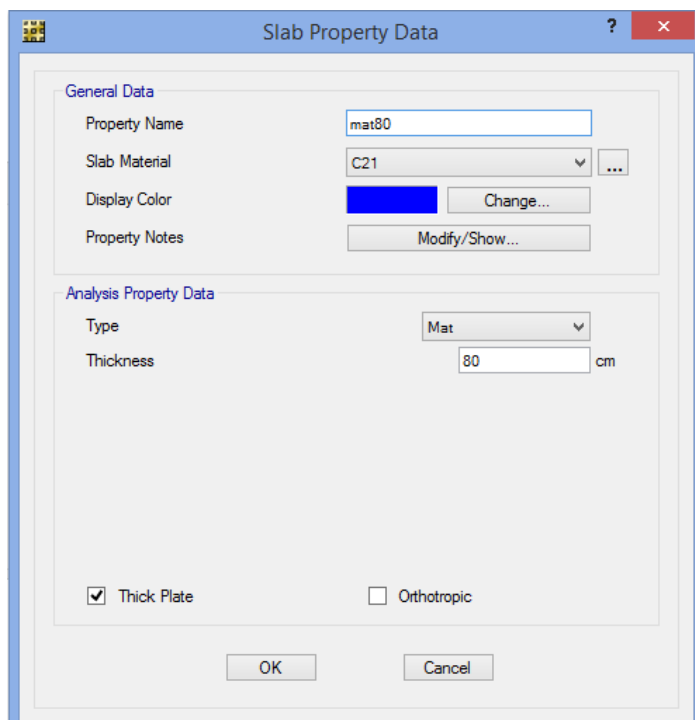 Slab Property Data
?
General Data
Property Name mat80
Slab Material C21 ...
Display Color Change...
Property Notes Modify/Show...
Analysis Property Data
Type Mat
Thickness 80 cm
Thick Plate Orthotropic
OK Cancel